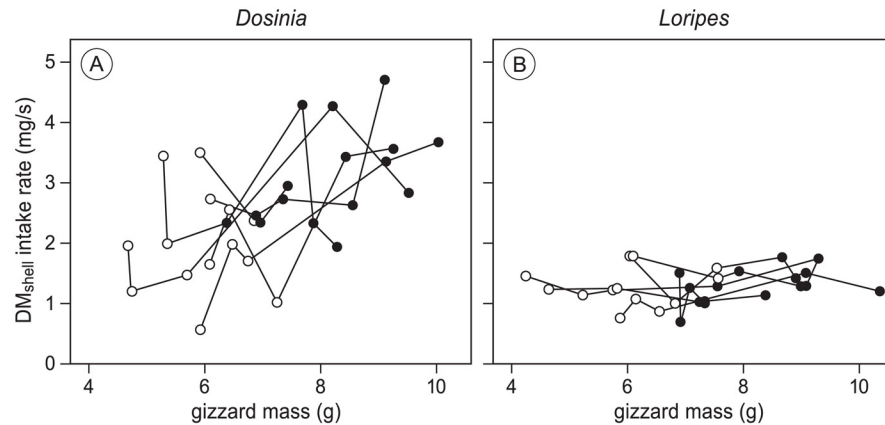 Dosinia
Loripes
A
B
5
4
3
2
1
0
DMshell intake rate (mg/s)
4 6 8 10
4 6 8 10
gizzard mass (g)
gizzard mass (g)